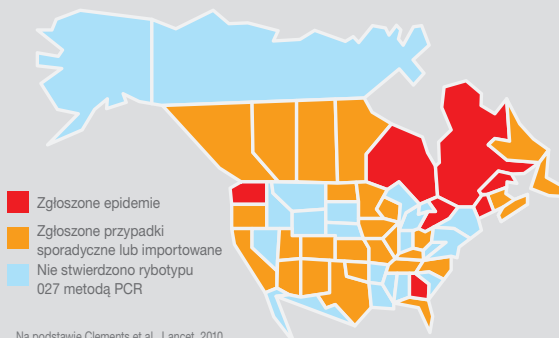 Zgłoszone epidemie
Zgłoszone przypadki
sporadyczne lub importowane
Nie stwierdzono rybotypu
027 metodą PCR
Na podstawie Clements et al., Lancet, 2010